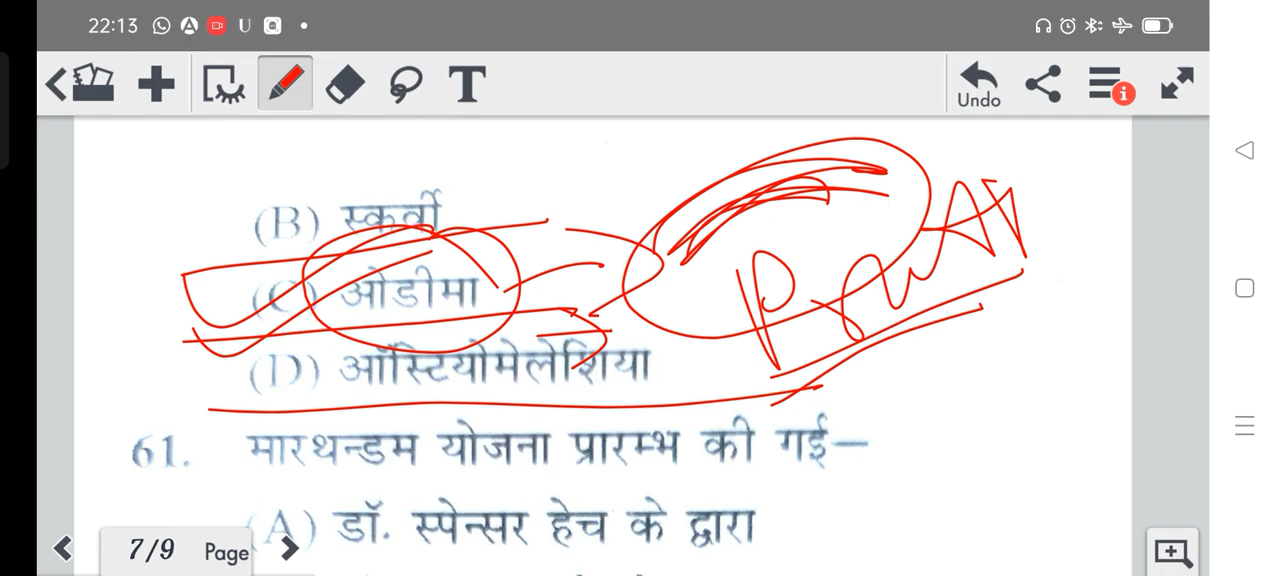 22:13 U
Undo
(B) स्कर्वी
(C) ओडीमा
(D) ऑस्टियोमेलेशिया
61. मारथन्डम योजना प्रारम्भ की गई—
(A) डॉ. स्पेन्सर हेच के द्वारा
7/9 Page